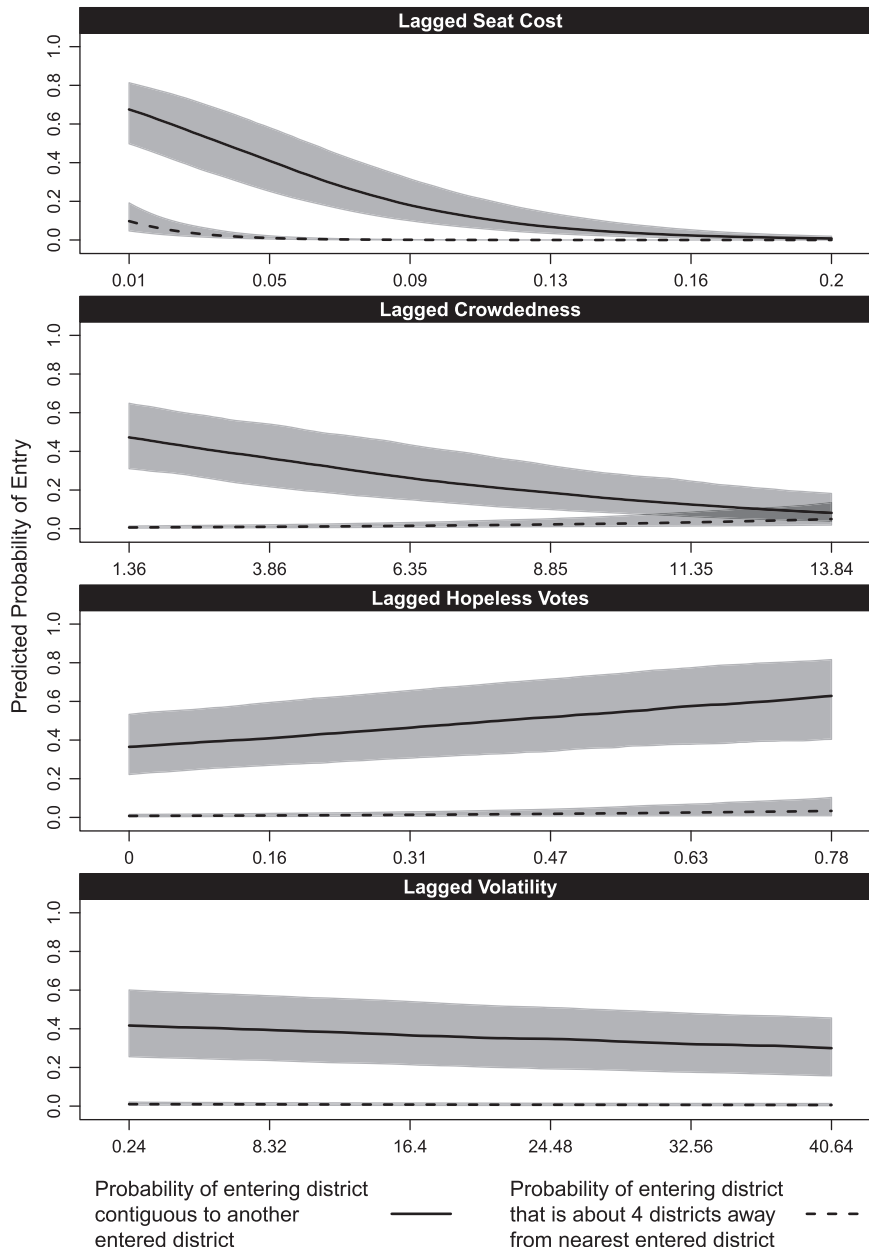 Lagged Seat Cost
1.0
0.8
0.6
0.4
0.2
0.0
0.01 0.05 0.09 0.13 0.16 0.2
Lagged Crowdedness
1.0
0.8
0.6
0.4
0.2
0.0
1.36 3.86 6.35 8.85 11.35 13.84
Predicted Probability of Entry
Lagged Hopeless Votes
1.0
0.8
0.6
0.4
0.2
0.0
0 0.16 0.31 0.47 0.63 0.78
Lagged Volatility
1.0
0.8
0.6
0.4
0.2
0.0
0.24 8.32 16.4 24.48 32.56 40.64
Probability of entering district
contiguous to another
entered district
Probability of entering district
that is about 4 districts away
from nearest entered district